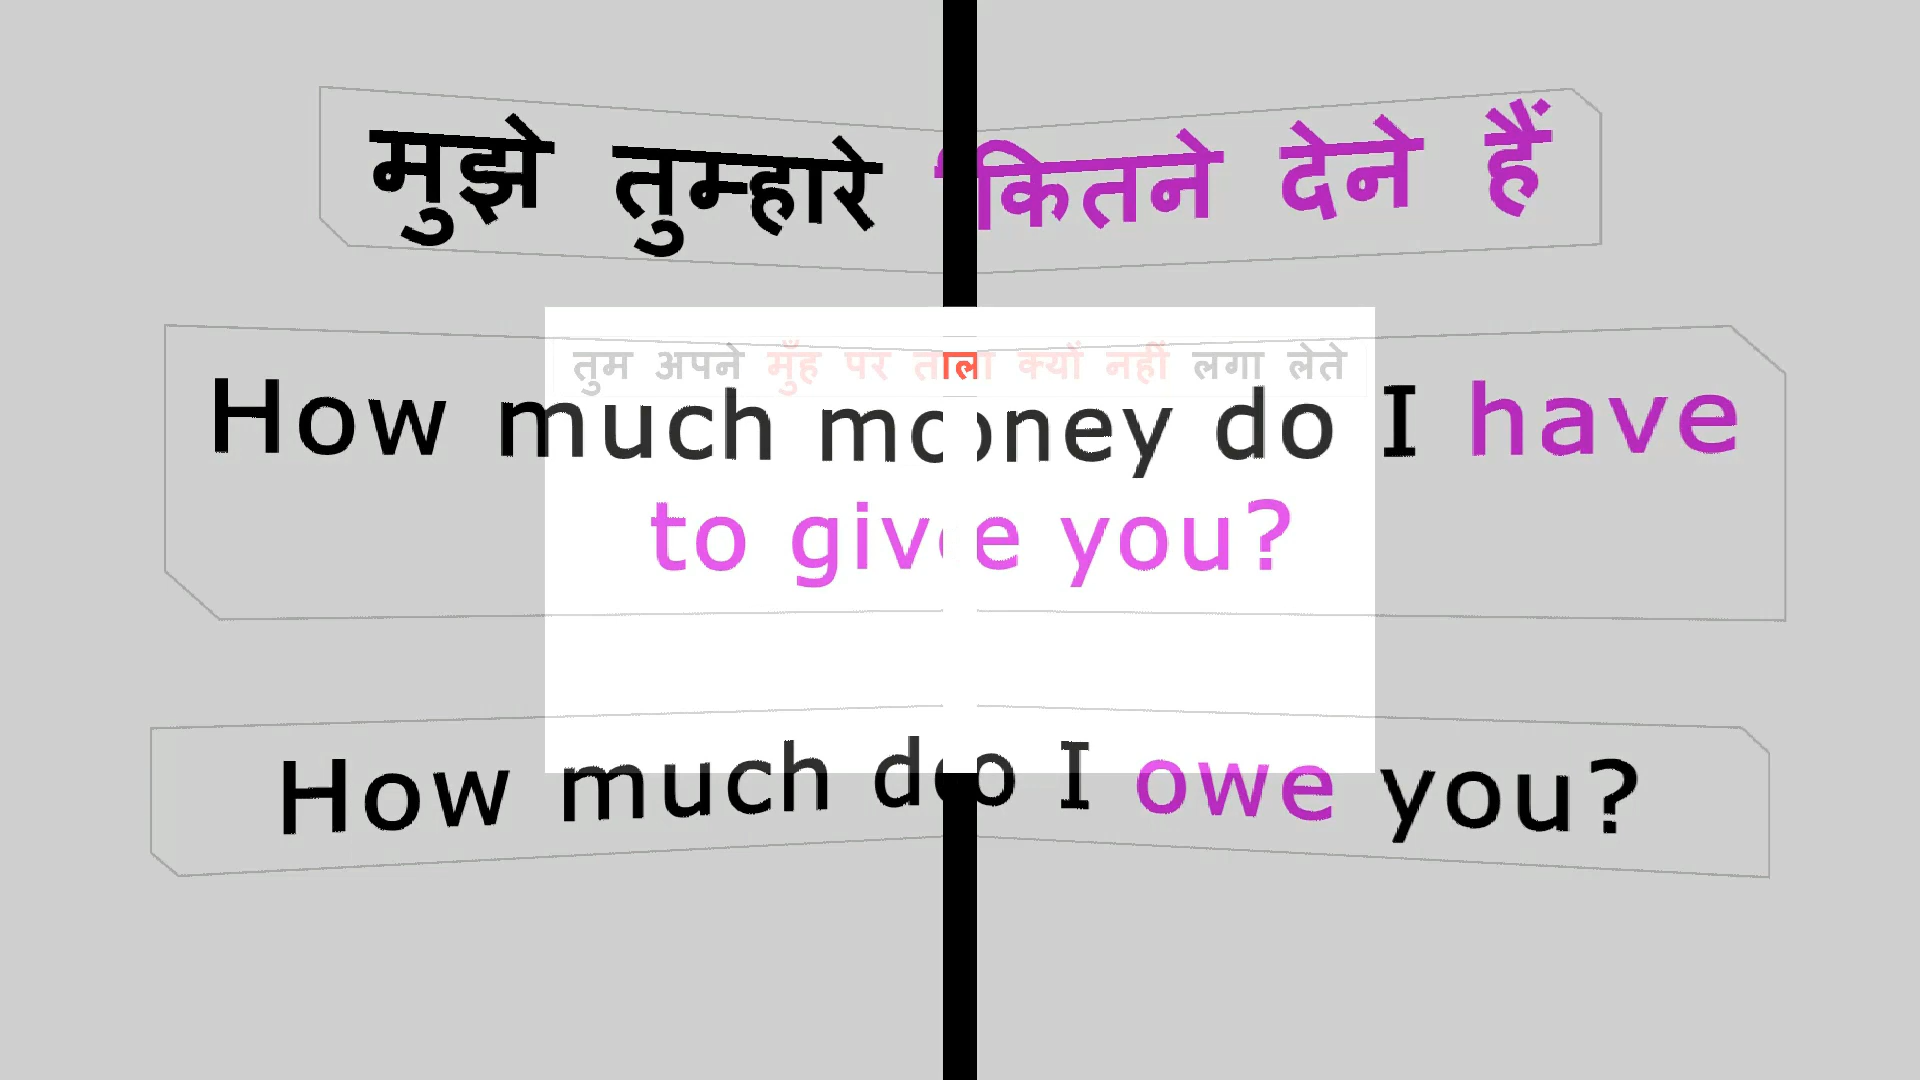 मुझे तुम्हारे कितने देने हैं
तुम अपने मुँह पर ताला क्यों नहीं लगा लेते
How much money do I have
to give you?
How much do I owe you?